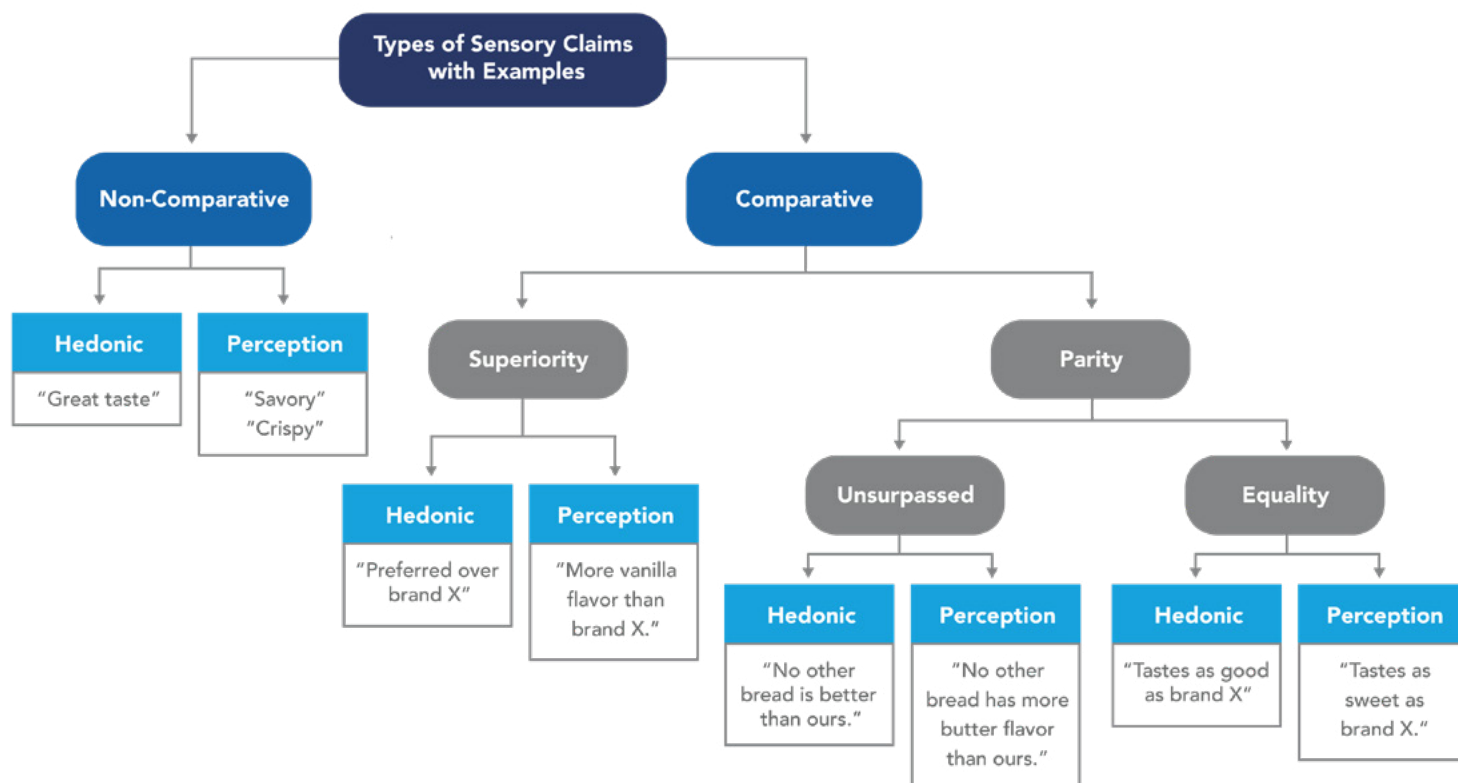 Types of Sensory Claims
with Examples
Non-Comparative
Comparative
Hedonic
"Great taste"
Perception
"Savory"
"Crispy"
Superiority
Parity
Hedonic
"Preferred over
brand X"
Perception
"More vanilla
flavor than
brand X."
Unsurpassed
Equality
Hedonic
"No other
bread is better
than ours."
Perception
"No other
bread has more
butter flavor
than ours."
Hedonic
"Tastes as good
as brand X"
Perception
"Tastes as
sweet as
brand X."